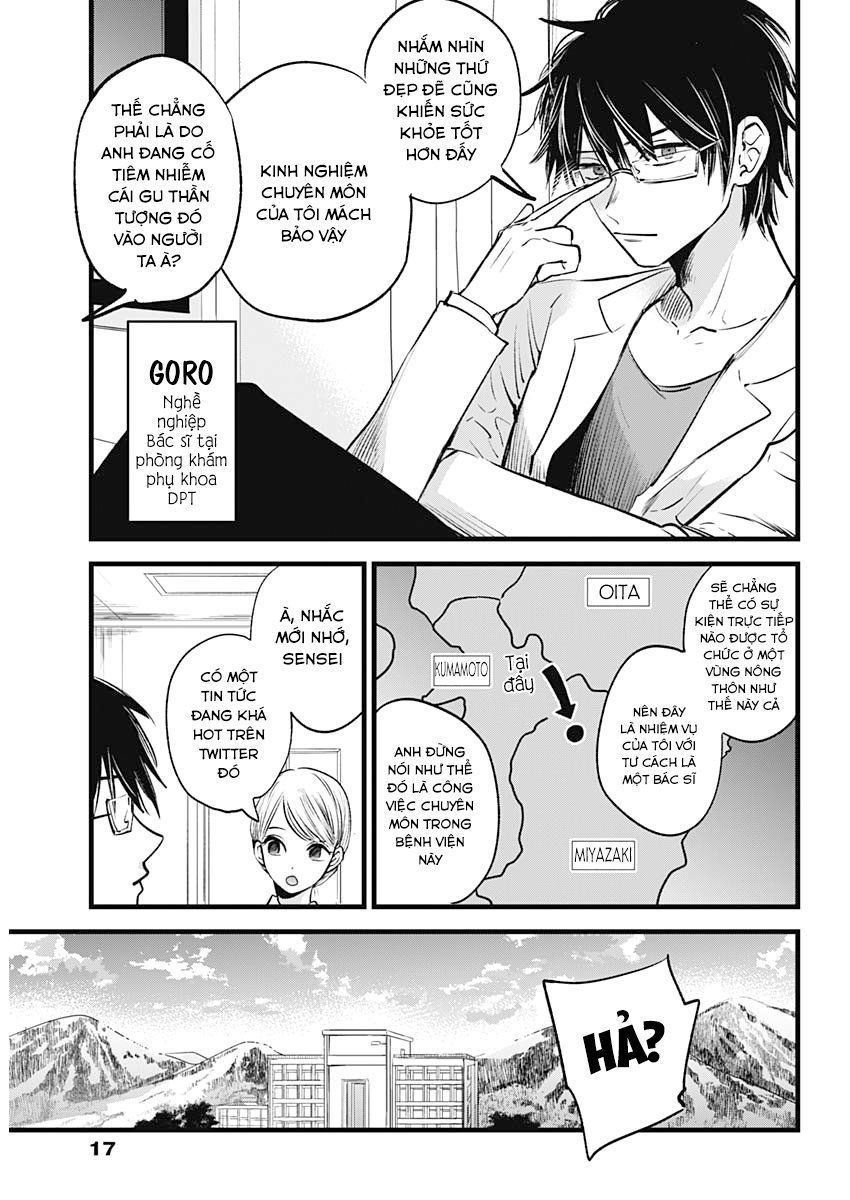 NHẮM NHÌN
NHỮNG THỨ
ĐẸP ĐẼ CŨNG
KHIẾN SỨC
KHỎE TỐT
HƠN ĐẤY
KINH NGHIỆM
CHUYÊN MÔN
CỦA TÔI MÁCH
BẢO VẬY
THẾ CHẲNG
PHẢI LÀ DO
ANH ĐANG CỐ
TIÊM NHIỄM
CÁI GU THẦN
TƯỢNG ĐÓ
VÀO NGƯỜI
TA À?
GORO
Nghề
nghiệp
Bác sĩ tại
phòng khám
phụ khoa
DPT
SẼ CHẲNG
THỂ CÓ SỰ
KIỆN TRỰC TIẾP
NÀO ĐƯỢC TỔ
CHỨC Ở MỘT
VÙNG NÔNG
THÔN NHƯ
THẾ NÀY CẢ
NÊN ĐÂY
LÀ NHIỆM VỤ
CỦA TÔI VỚI
TƯ CÁCH LÀ
MỘT BÁC SĨ
OITA
KUMAMOTO
Tại
đây
MIYAZAKI
ANH ĐỪNG
NÓI NHƯ THỂ
ĐÓ LÀ CÔNG
VIỆC CHUYÊN
MÔN TRONG
BỆNH VIỆN
NÀY
À, NHẮC
MỚI NHỚ,
SENSEI
CÓ MỘT
TIN TỨC
ĐANG KHÁ
HOT TRÊN
TWITTER
ĐÓ
HẢ?
17